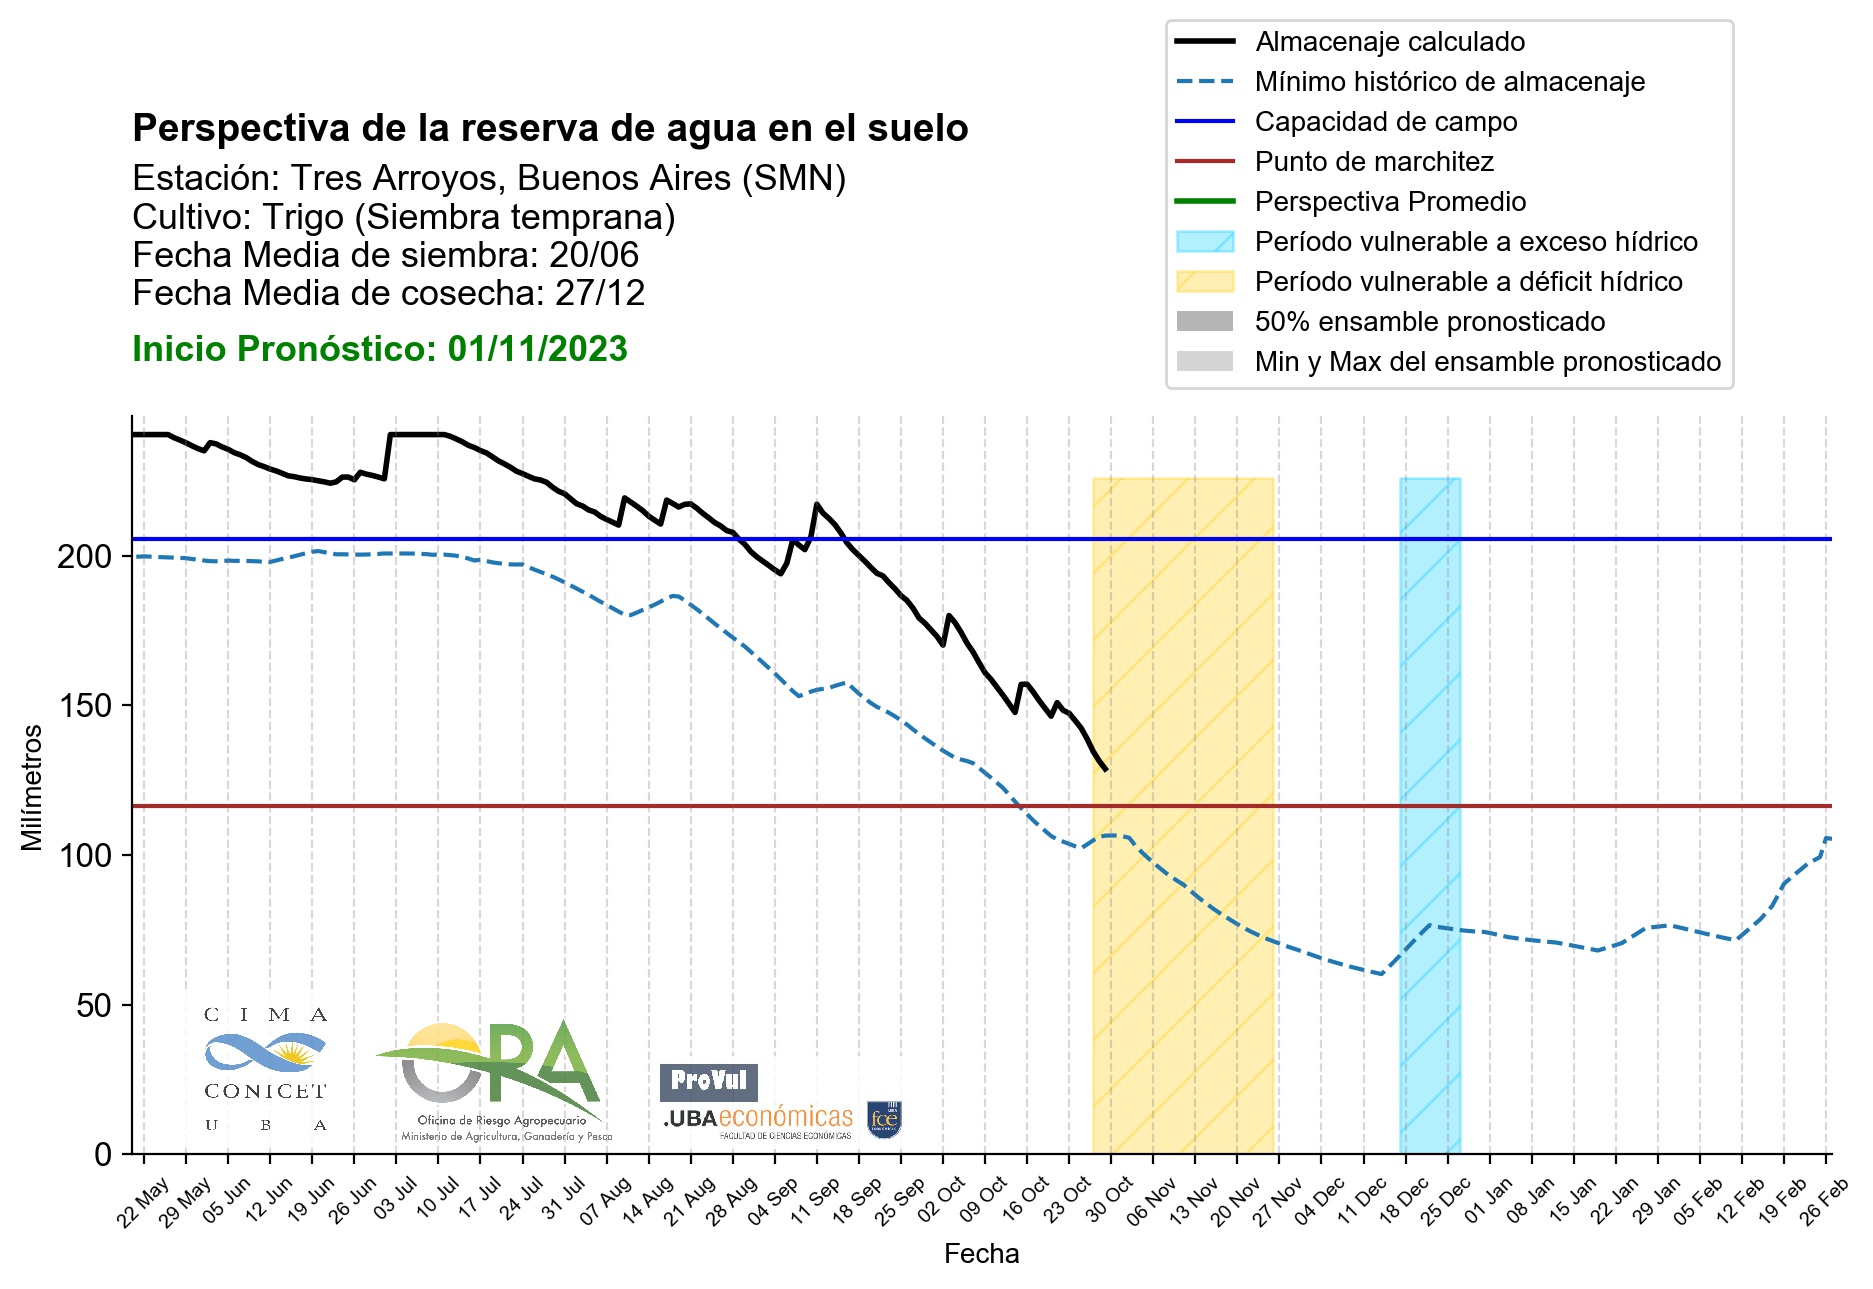 Almacenaje calculado
Mínimo histórico de almacenaje
Capacidad de campo
Punto de marchitez
Perspectiva Promedio
Período vulnerable a exceso hídrico
Período vulnerable a déficit hídrico
50% ensamble pronosticado
Min y Max del ensamble pronosticado
Perspectiva de la reserva de agua en el suelo
Estación: Tres Arroyos, Buenos Aires (SMN)
Cultivo: Trigo (Siembra temprana)
Fecha Media de siembra: 20/06
Fecha Media de cosecha: 27/12
Inicio Pronóstico: 01/11/2023
Milímetros
200
150
100
50
0
C I M A
CONICET
U B A
ORA
Oficina de Riesgo Agropecuario
Ministerio de Agricultura, Ganadería y Pesca
ProVul
.UBAeconómicas
FACULTAD DE CIENCIAS ECONÓMICAS
fce
22 May
29 May
05 Jun
12 Jun
19 Jun
26 Jun
03 Jul
10 Jul
17 Jul
24 Jul
31 Jul
07 Aug
14 Aug
21 Aug
28 Aug
04 Sep
11 Sep
18 Sep
25 Sep
02 Oct
09 Oct
16 Oct
23 Oct
30 Oct
06 Nov
13 Nov
20 Nov
27 Nov
04 Dec
11 Dec
18 Dec
25 Dec
01 Jan
08 Jan
15 Jan
22 Jan
29 Jan
05 Feb
12 Feb
19 Feb
26 Feb
Fecha